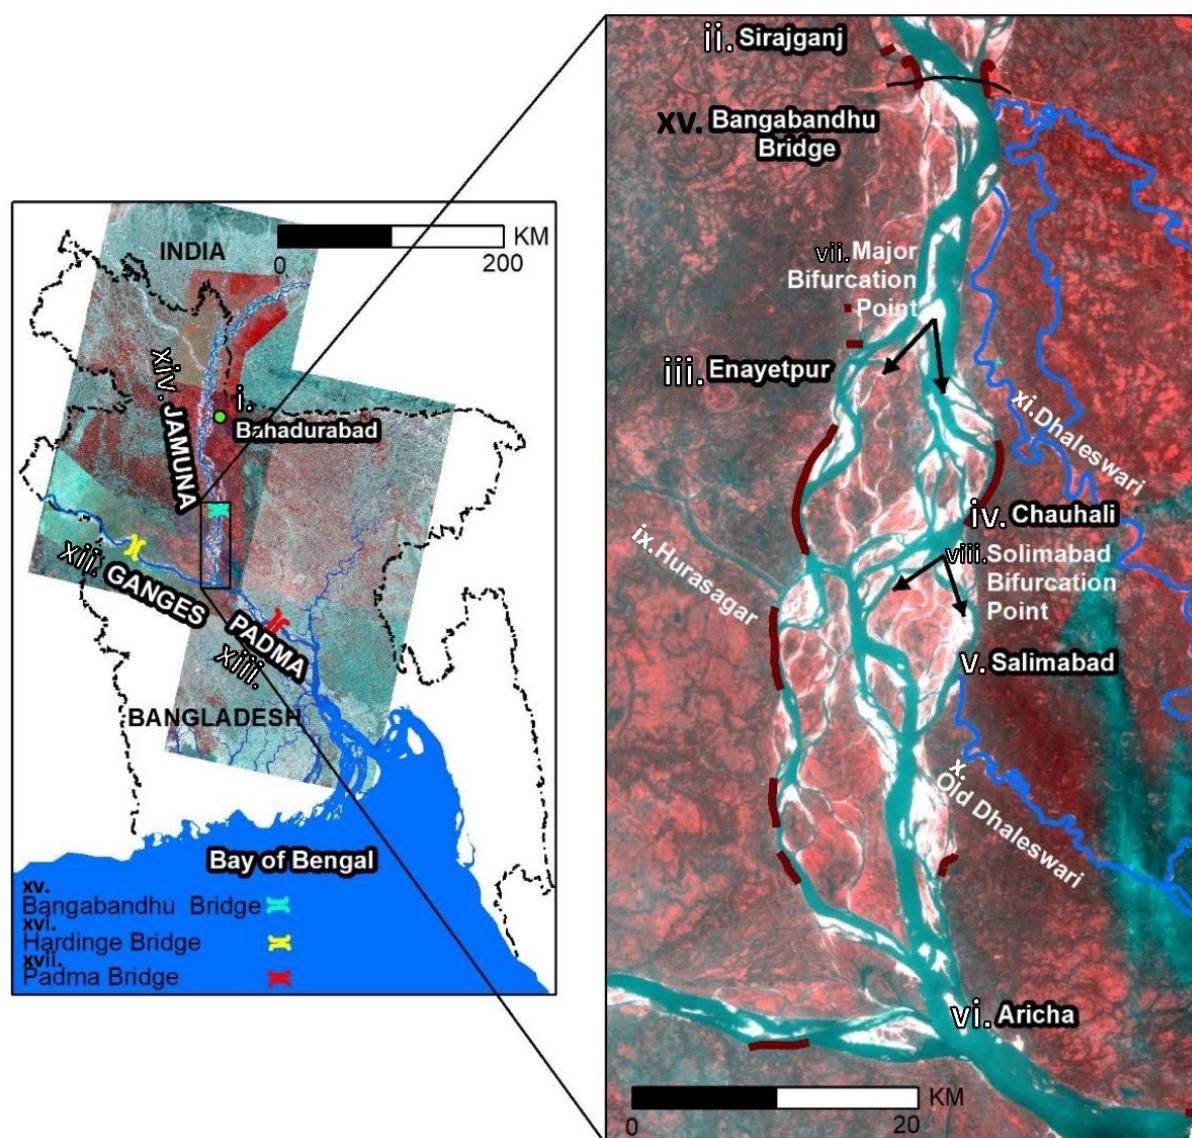 INDIA
KM
0
200
xiv. JAMUNA
i.
Bahadurabad
xii. GANGES
PADMA
xiii.
BANGLADESH
Bay of Bengal
xv.
Bangabandhu Bridge
xvi.
Hardinge Bridge
xvii.
Padma Bridge
ii. Sirajganj
xv. Bangabandhu
Bridge
vii. Major
Bifurcation
Point
iii. Enayetpur
xi. Dhaleswari
iv. Chauhali
ix. Hurasagar
viii. Solimabad
Bifurcation
Point
v. Salimabad
x.
Old Dhaleswari
vi. Aricha
KM
0
20